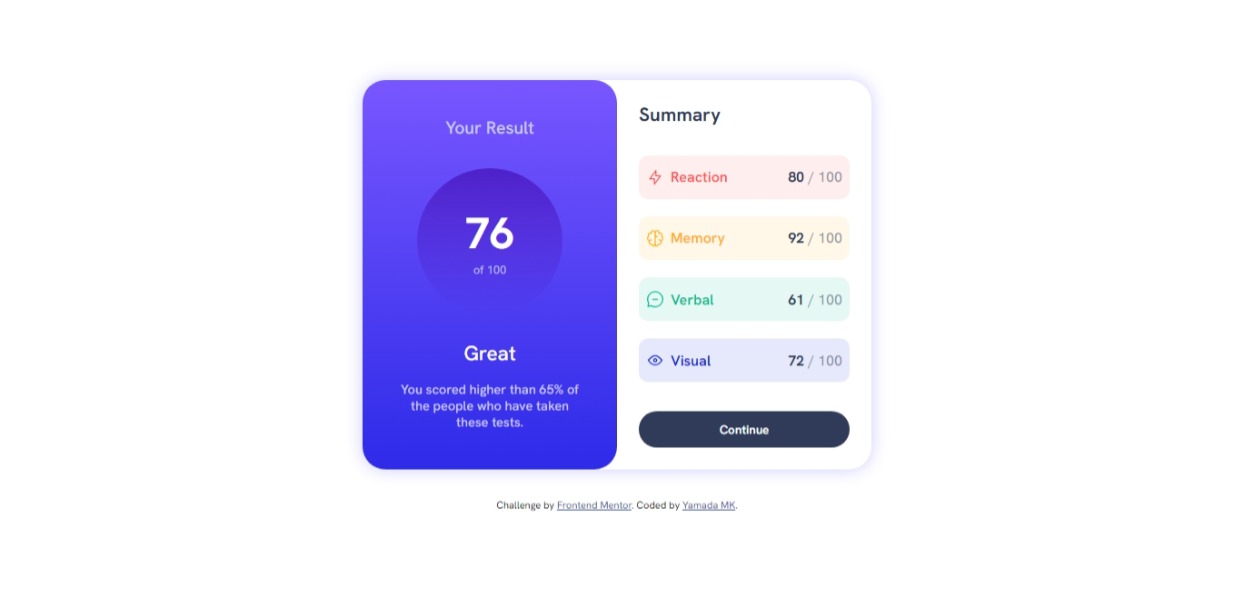 Your Result
76
of 100
Great
You scored higher than 65% of
the people who have taken
these tests.
Summary
Reaction 80 / 100
Memory 92 / 100
Verbal 61 / 100
Visual 72 / 100
Continue
Challenge by Frontend Mentor. Coded by Yamada MK.